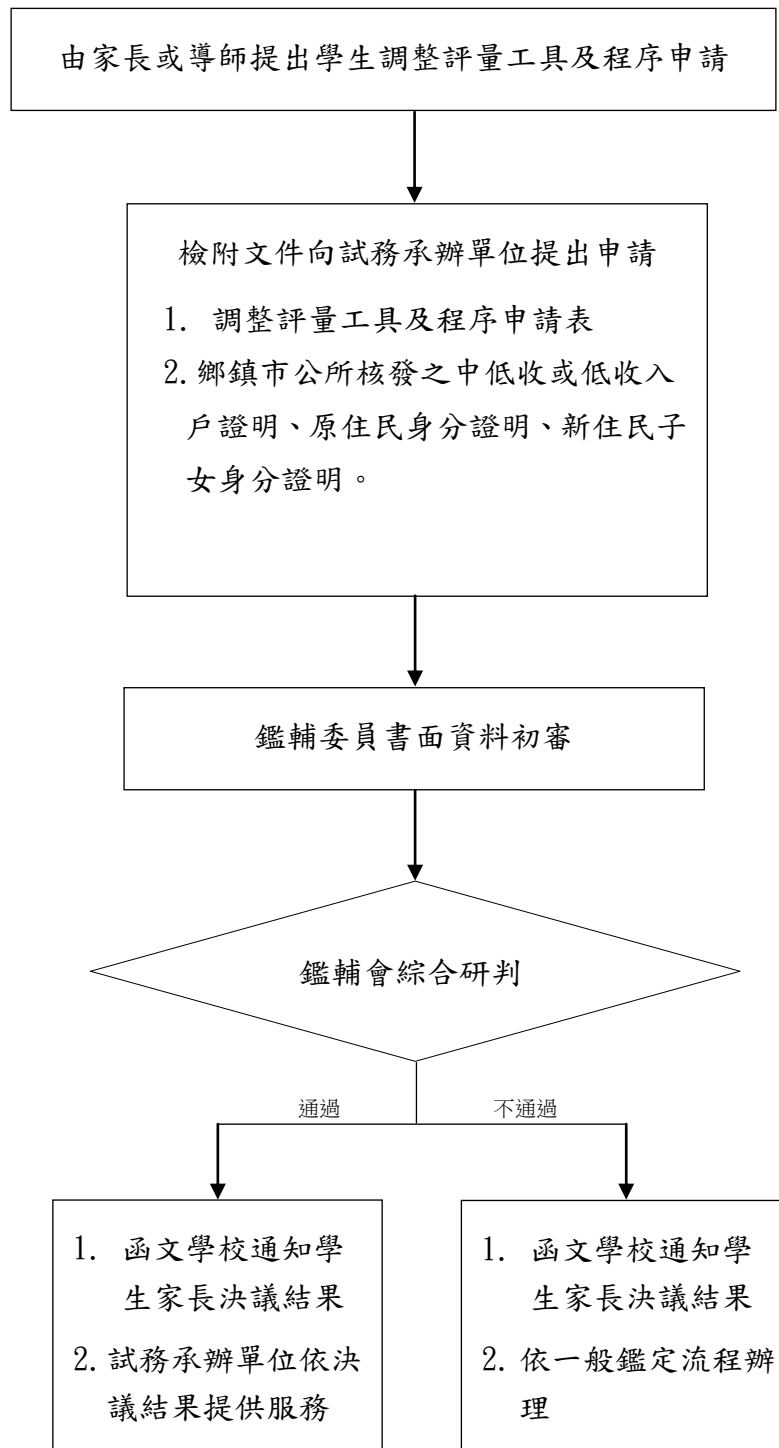 由家長或導師提出學生調整評量工具及程序申請
檢附文件向試務承辦單位提出申請
1. 調整評量工具及程序申請表
2. 鄉鎮市公所核發之中低收或低收入
戶證明、原住民身分證明、新住民子
女身分證明。
鑑輔委員書面資料初審
鑑輔會綜合研判
通過
不通過
1. 函文學校通知學
生家長決議結果
2. 試務承辦單位依決
議結果提供服務
1. 函文學校通知學
生家長決議結果
2. 依一般鑑定流程辦
理